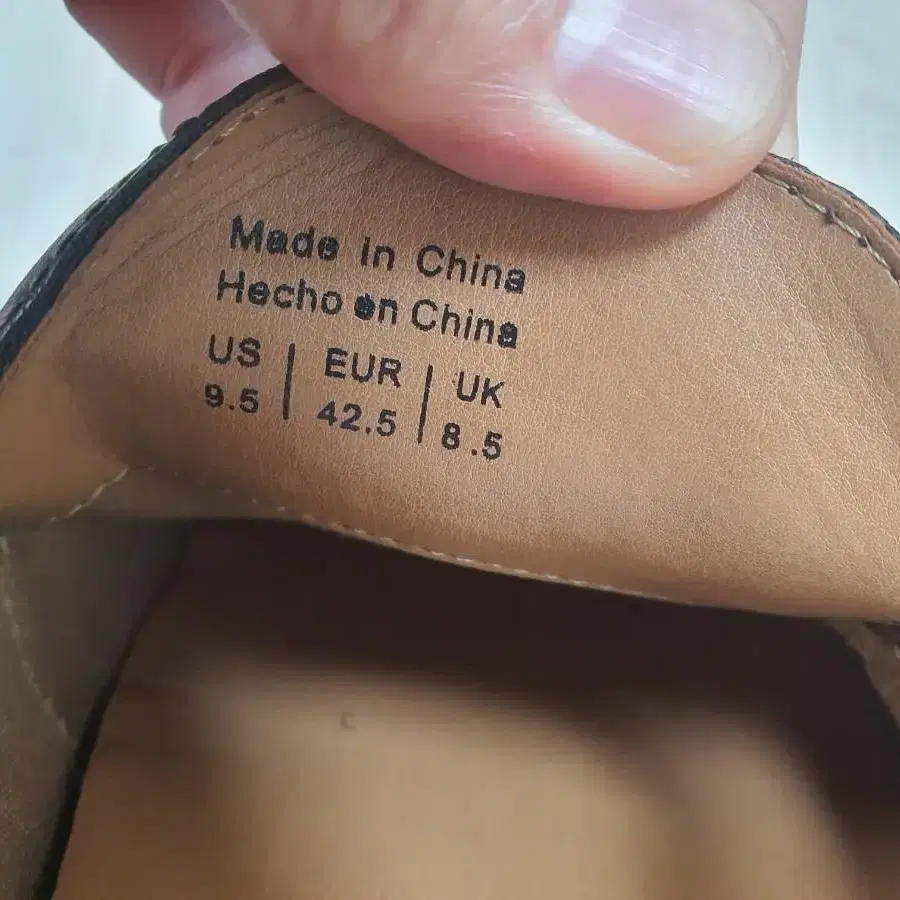 Made in China
Hecho en China
US | EUR | UK
9.5 | 42.5 | 8.5